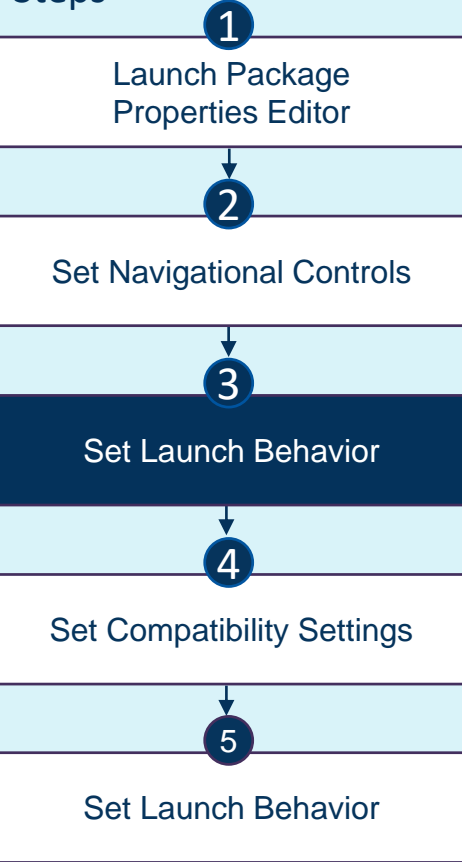 Steps
1
Launch Package
Properties Editor
2
Set Navigational Controls
3
Set Launch Behavior
4
Set Compatibility Settings
5
Set Launch Behavior